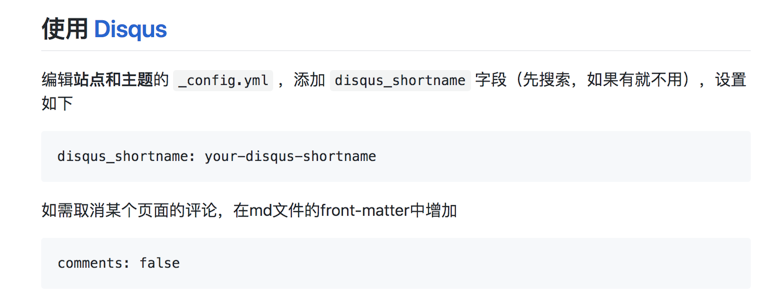 使用 Disqus
编辑站点和主题的 _config.yml ，添加 disqus_shortname 字段（先搜索，如果有就不用），设置
如下
disqus_shortname: your-disqus-shortname
如需取消某个页面的评论，在md文件的front-matter中增加
comments: false